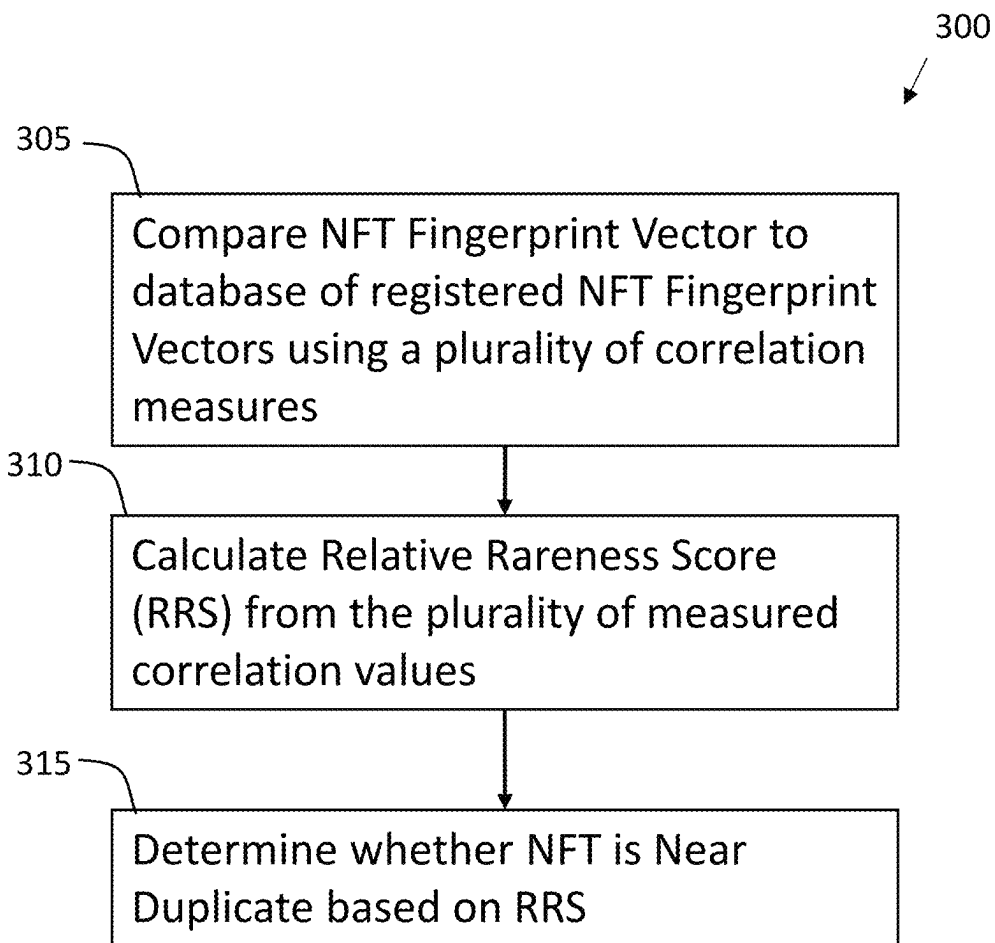 300
305
Compare NFT Fingerprint Vector to
database of registered NFT Fingerprint
Vectors using a plurality of correlation
measures
310
Calculate Relative Rareness Score
(RRS) from the plurality of measured
correlation values
315
Determine whether NFT is Near
Duplicate based on RRS